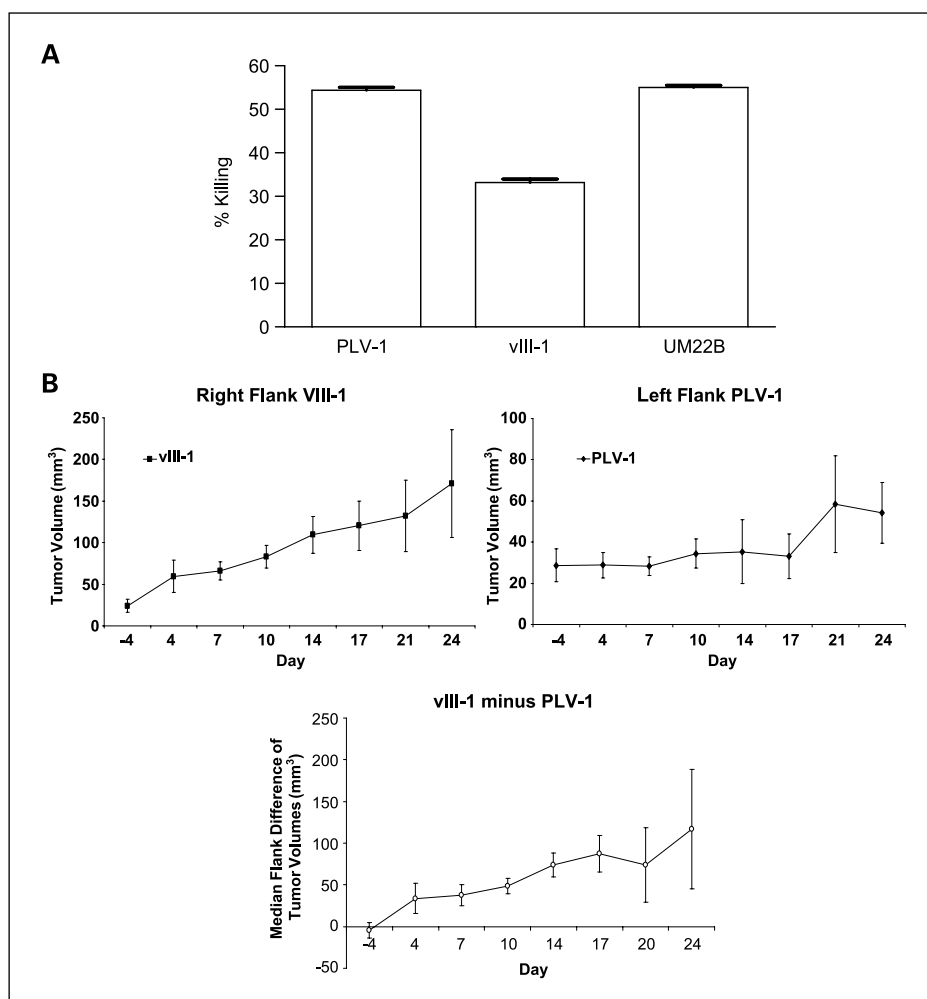 A
60
50
40
30
20
10
0
% Killing
PLV-1 vIII-1 UM22B
B
Right Flank VIII-1
250
200
150
100
50
0
Tumor Volume (mm³)
vIII-1
-4 4 7 10 14 17 21 24
Day
Left Flank PLV-1
100
80
60
40
20
0
Tumor Volume (mm³)
PLV-1
-4 4 7 10 14 17 21 24
Day
vIII-1 minus PLV-1
250
200
150
100
50
0
-50
Median Flank Difference of
Tumor Volumes (mm³)
-4 4 7 10 14 17 20 24
Day